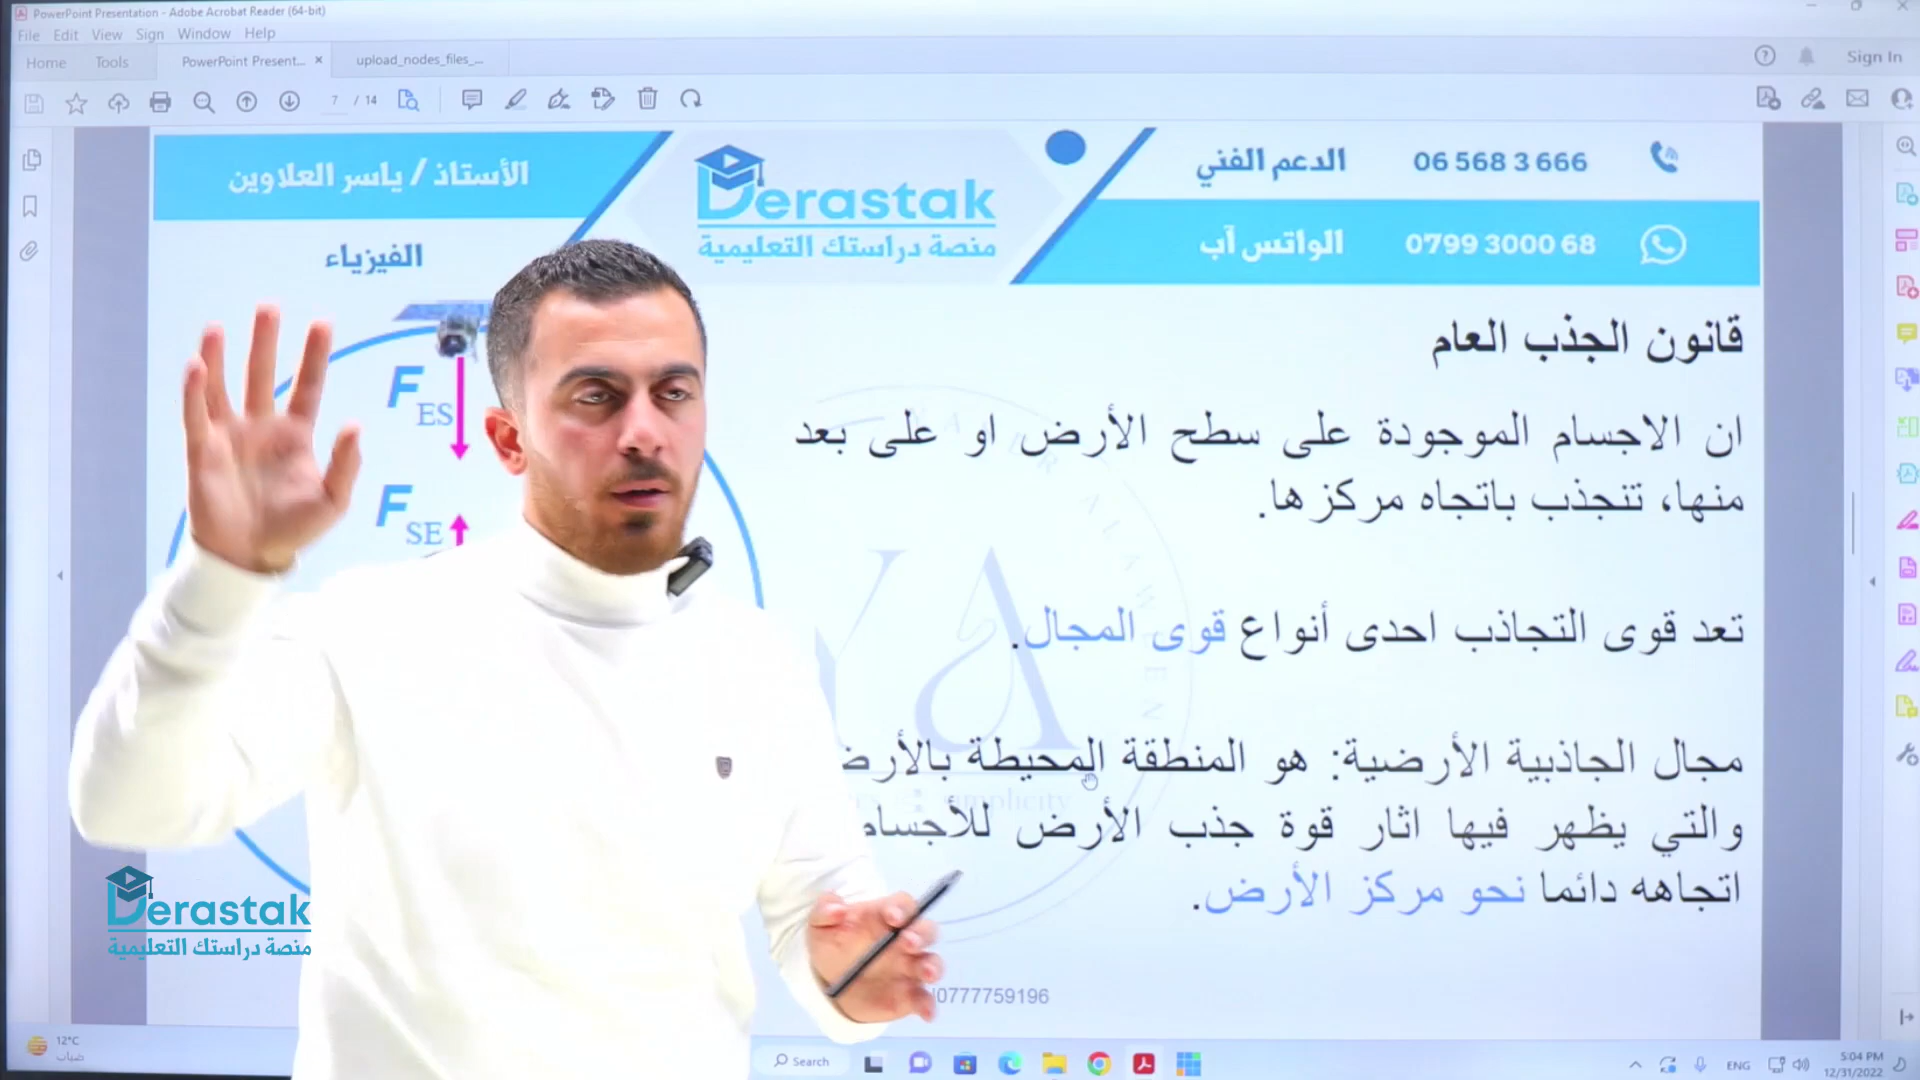 PowerPoint Presentation - Adobe Acrobat Reader (64-bit)
File Edit View Sign Window Help
Home Tools PowerPoint Present... × upload_nodes_files_... Sign In
7 / 14
الأستاذ / ياسر العلاوين
الفيزياء
Derastak
منصة دراستك التعليمية
الدعم الفني 06 568 3 666
الواتس آب 0799 3000 68
F ES
F SE
قانون الجذب العام
ان الاجسام الموجودة على سطح الأرض او على بعد
منها، تنجذب باتجاه مركزها.
تعد قوى التجاذب احدى أنواع قوى المجال.
مجال الجاذبية الأرضية: هو المنطقة المحيطة بالأرض
والتي يظهر فيها اثار قوة جذب الأرض للأجسام
اتجاهه دائما نحو مركز الأرض.
simplicity
0777759196
Derastak
منصة دراستك التعليمية
12°C
ضباب
Search
ENG
5:04 PM
12/31/2022